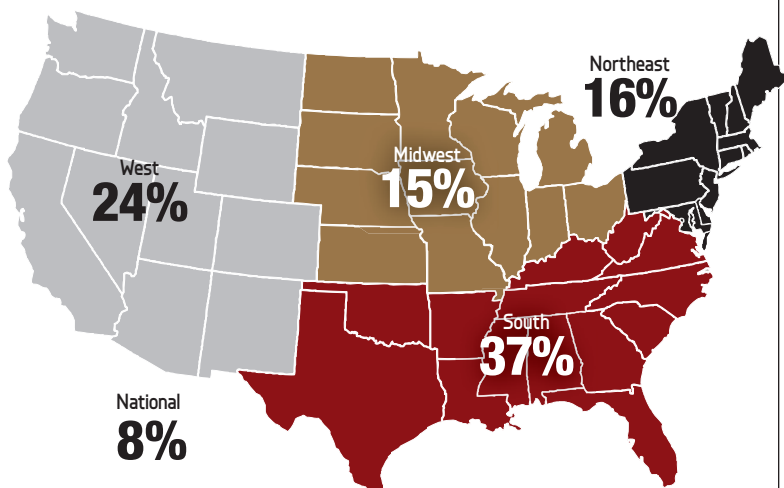 Northeast
16%
Midwest
15%
West
24%
South
37%
National
8%